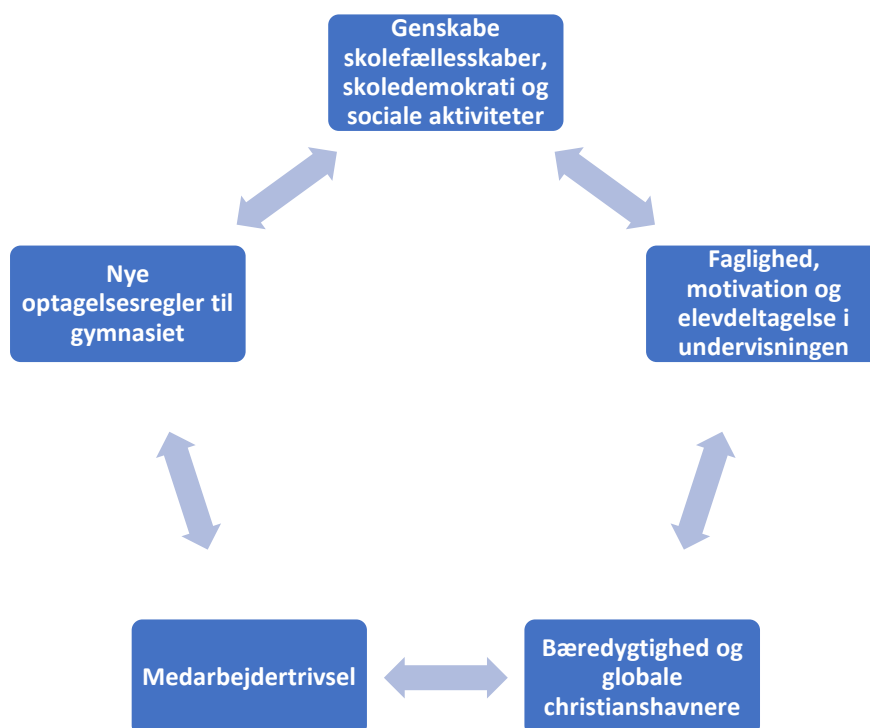 Genskabe
skolefællesskaber,
skoledemokrati og
sociale aktiviteter
Nye
optagelsesregler til
gymnasiet
Faglighed,
motivation og
elevdeltagelse i
undervisningen
Medarbejdertrivsel
Bæredygtighed og
globale
christianshavnere